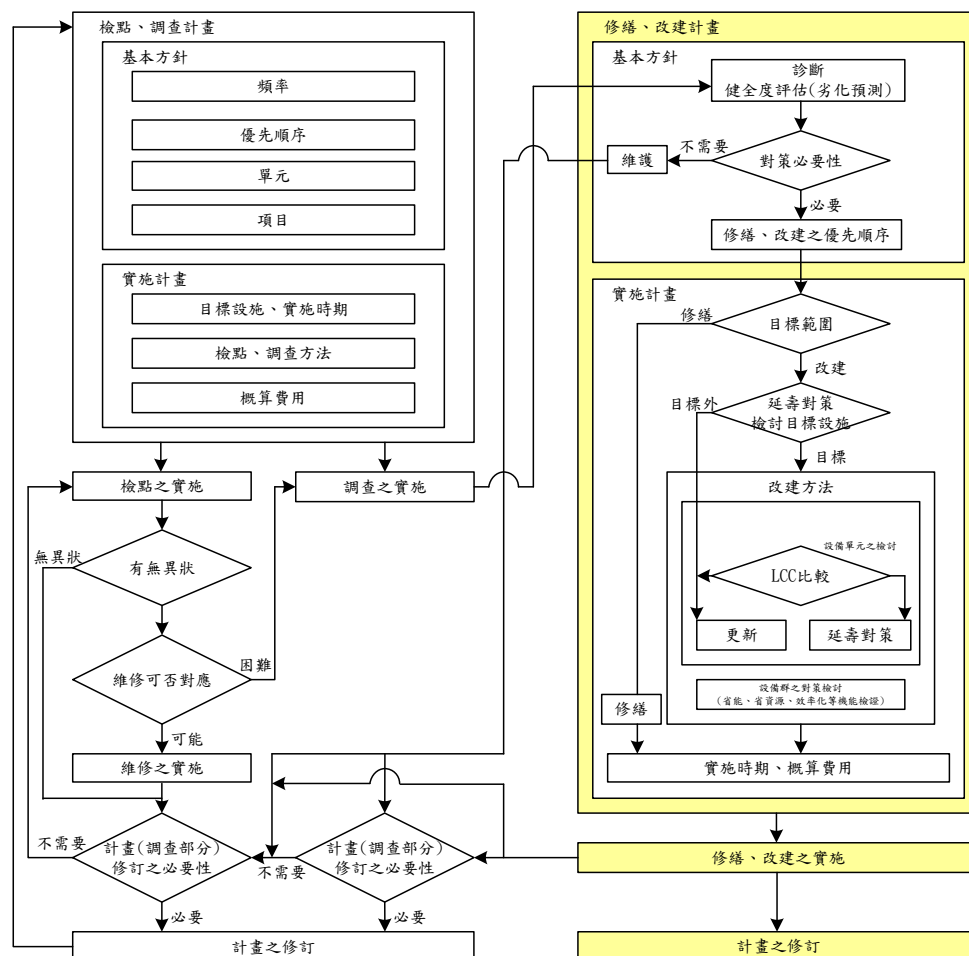 檢點、調查計畫
基本方針
頻率
優先順序
單元
項目
實施計畫
目標設施、實施時期
檢點、調查方法
概算費用
檢點之實施
調查之實施
無異狀
有無異狀
困難
維修可否對應
可能
維修之實施
不需要
計畫(調查部分)
修訂之必要性
不需要
計畫(調查部分)
修訂之必要性
必要
必要
計畫之修訂
修繕、改建計畫
基本方針
診斷
健全度評估(劣化預測)
不需要
維護
對策必要性
必要
修繕、改建之優先順序
實施計畫
修繕
目標範圍
改建
目標外
延壽對策
檢討目標設施
目標
改建方法
設備單元之檢討
LCC比較
更新
延壽對策
設備群之對策檢討
(省能、省資源、效率化等機能檢證)
修繕
實施時期、概算費用
修繕、改建之實施
計畫之修訂